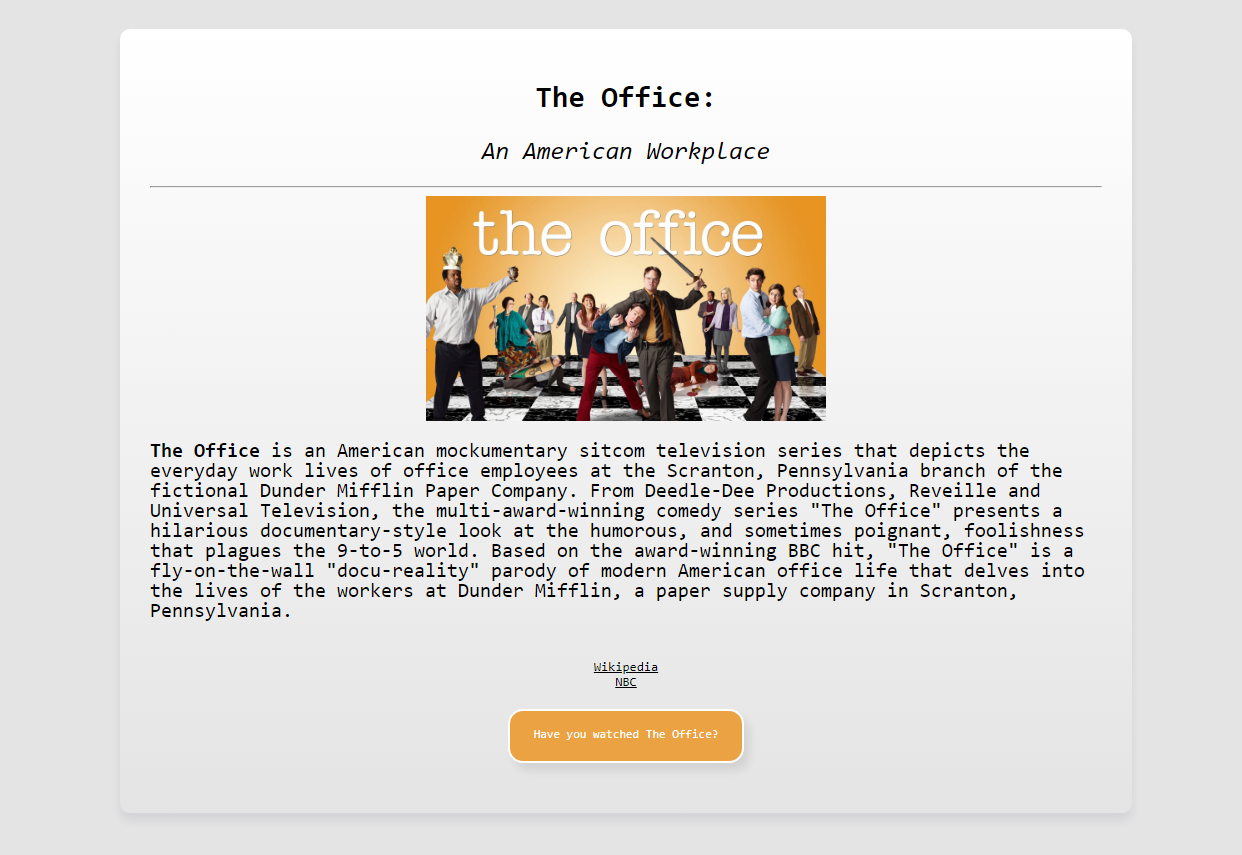 The Office:
An American Workplace
the office
The Office is an American mockumentary sitcom television series that depicts the
everyday work lives of office employees at the Scranton, Pennsylvania branch of the
fictional Dunder Mifflin Paper Company. From Deedle-Dee Productions, Reveille and
Universal Television, the multi-award-winning comedy series "The Office" presents a
hilarious documentary-style look at the humorous, and sometimes poignant, foolishness
that plagues the 9-to-5 world. Based on the award-winning BBC hit, "The Office" is a
fly-on-the-wall "docu-reality" parody of modern American office life that delves into
the lives of the workers at Dunder Mifflin, a paper supply company in Scranton,
Pennsylvania.
Wikipedia
NBC
Have you watched The Office?